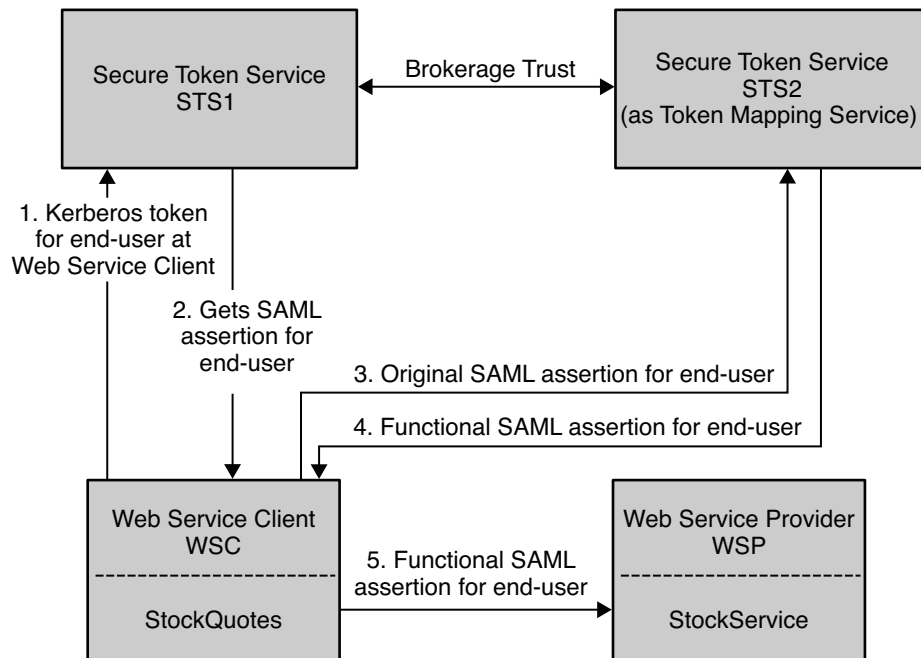 Secure Token Service
STS1
Brokerage Trust
Secure Token Service
STS2
(as Token Mapping Service)
1. Kerberos token
for end-user at
Web Service Client
2. Gets SAML
assertion for
end-user
3. Original SAML assertion for end-user
4. Functional SAML assertion for end-user
Web Service Client
WSC
StockQuotes
5. Functional SAML
assertion for end-user
Web Service Provider
WSP
StockService